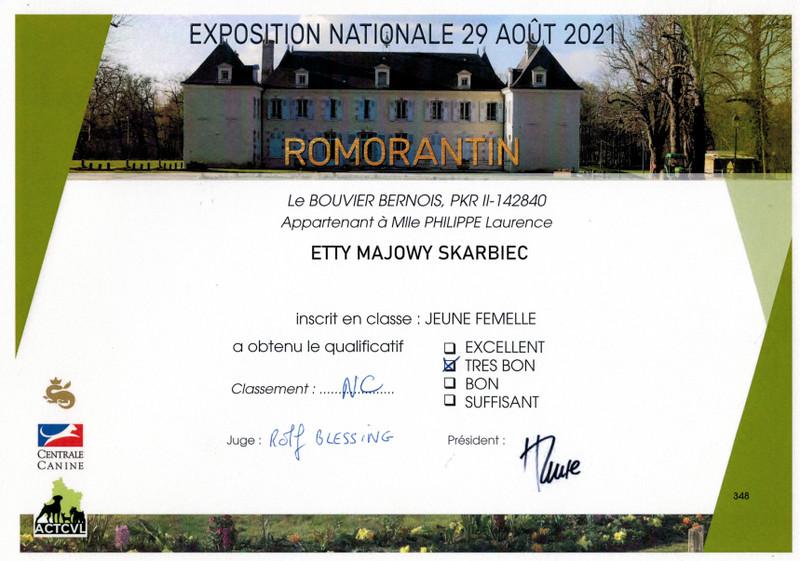 EXPOSITION NATIONALE 29 AOÛT 2021
ROMORANTIN
Le BOUVIER BERNOIS, PKR II-142840
Appartenant à Mlle PHILIPPE Laurence
ETTY MAJOWY SKARBIEC
inscrit en classe : JEUNE FEMELLE
a obtenu le qualificatif
EXCELLENT
TRES BON
BON
SUFFISANT
Classement : ...NC...
Juge : Rolf BLESSING
Président :
CENTRALE
CANINE
ACTCVL
348